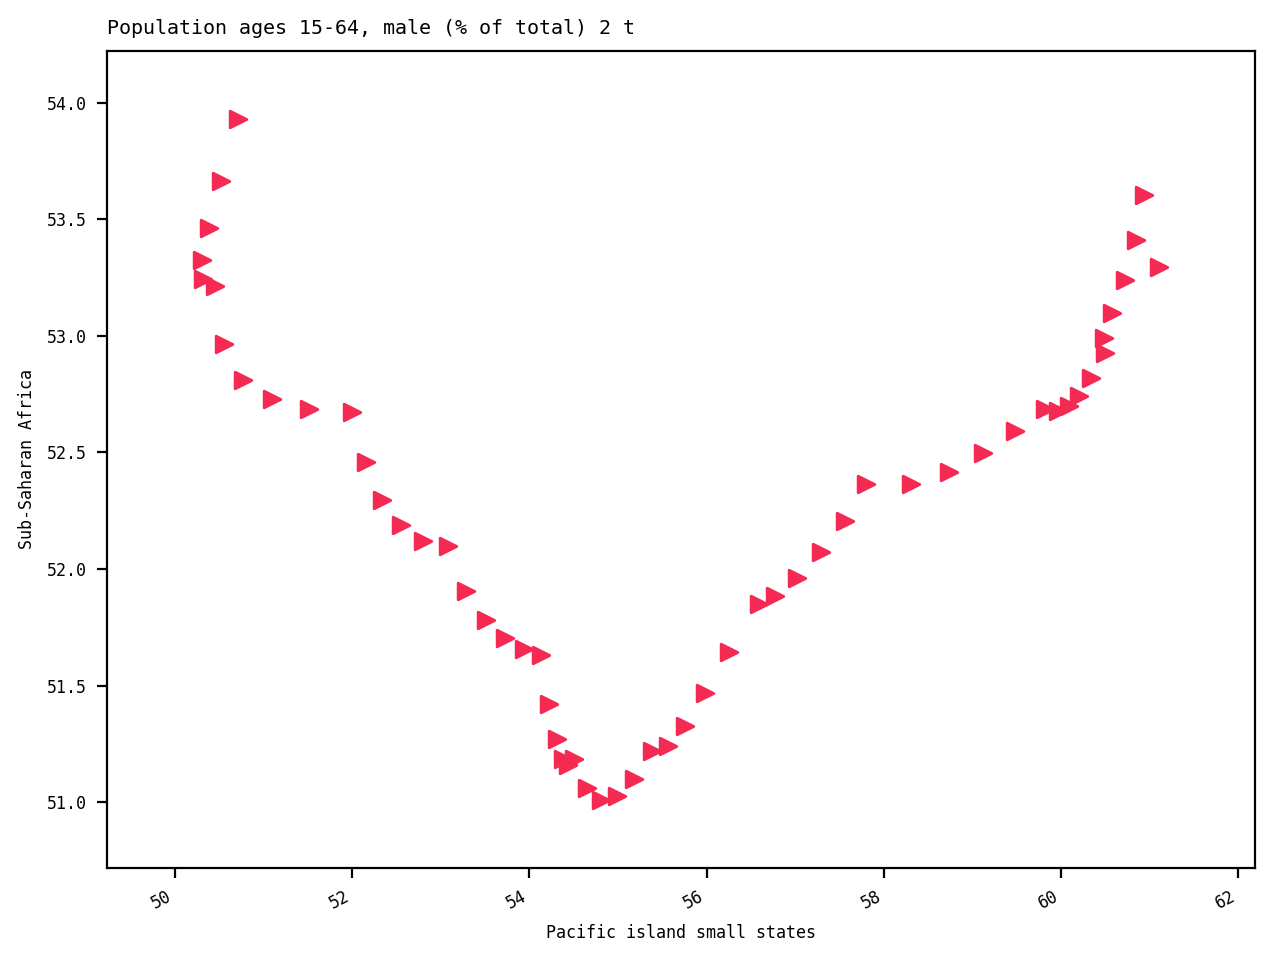 Population ages 15-64, male (% of total) 2 t
54.0
53.5
53.0
52.5
52.0
51.5
51.0
Sub-Saharan Africa
50 52 54 56 58 60 62
Pacific island small states